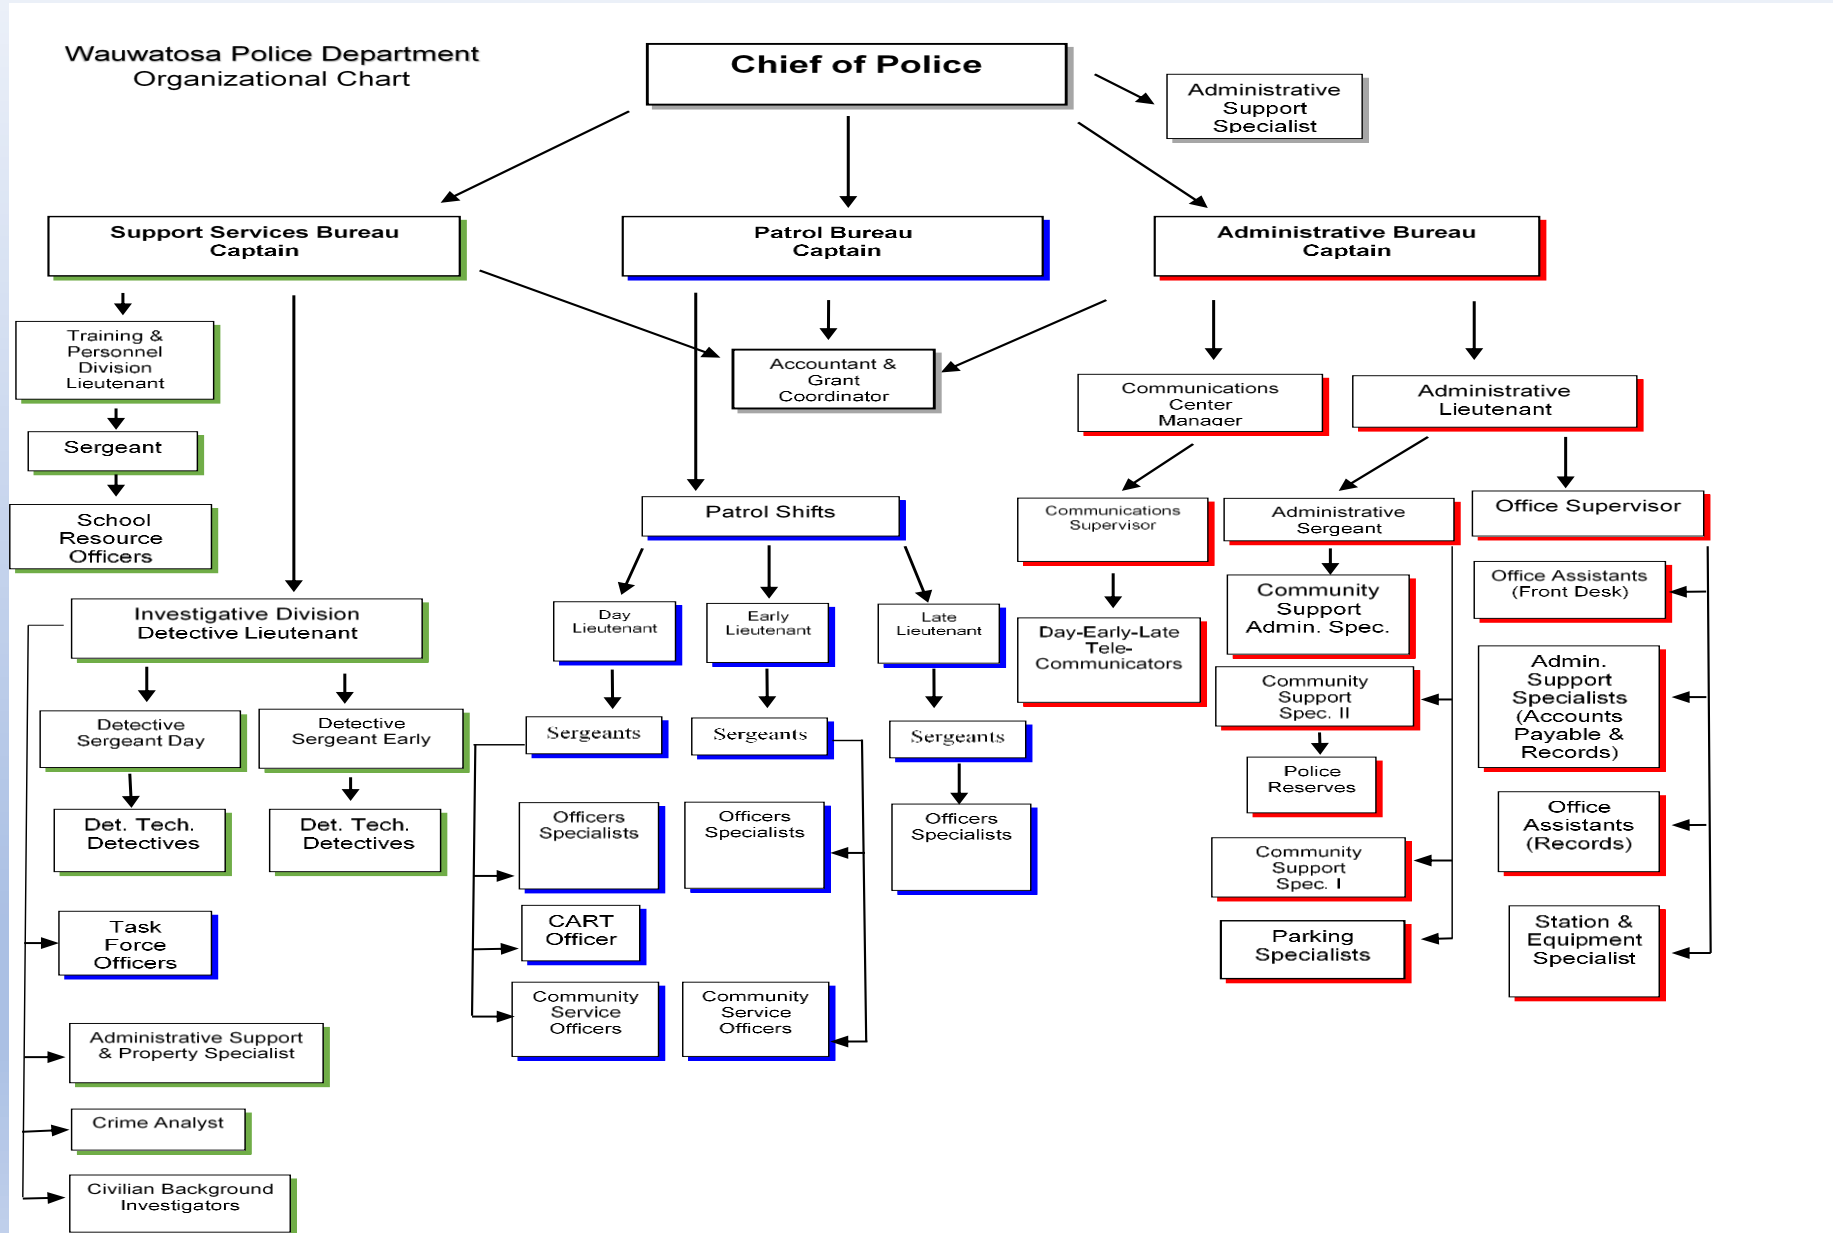 Wauwatosa Police Department
Organizational Chart
Chief of Police
Administrative
Support
Specialist
Support Services Bureau
Captain
Patrol Bureau
Captain
Administrative Bureau
Captain
Training &
Personnel
Division
Lieutenant
Accountant &
Grant
Coordinator
Communications
Center
Manager
Administrative
Lieutenant
Sergeant
School
Resource
Officers
Patrol Shifts
Communications
Supervisor
Administrative
Sergeant
Office Supervisor
Investigative Division
Detective Lieutenant
Day
Lieutenant
Early
Lieutenant
Late
Lieutenant
Day-Early-Late
Tele-
Communicators
Community
Support
Admin. Spec.
Office Assistants
(Front Desk)
Detective
Sergeant Day
Detective
Sergeant Early
Sergeants
Sergeants
Sergeants
Community
Support
Spec. II
Admin.
Support
Specialists
(Accounts
Payable &
Records)
Police
Reserves
Det. Tech.
Detectives
Det. Tech.
Detectives
Officers
Specialists
Officers
Specialists
Officers
Specialists
Community
Support
Spec. I
Office
Assistants
(Records)
Task
Force
Officers
CART
Officer
Parking
Specialists
Station &
Equipment
Specialist
Community
Service
Officers
Community
Service
Officers
Administrative Support
& Property Specialist
Crime Analyst
Civilian Background
Investigators